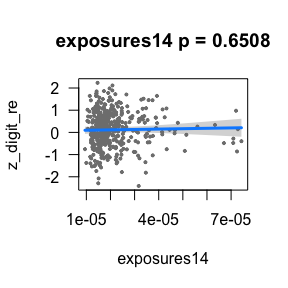 exposures14 p = 0.6508
z_digit_re
2
1
0
-1
-2
1e-05
4e-05
7e-05
exposures14